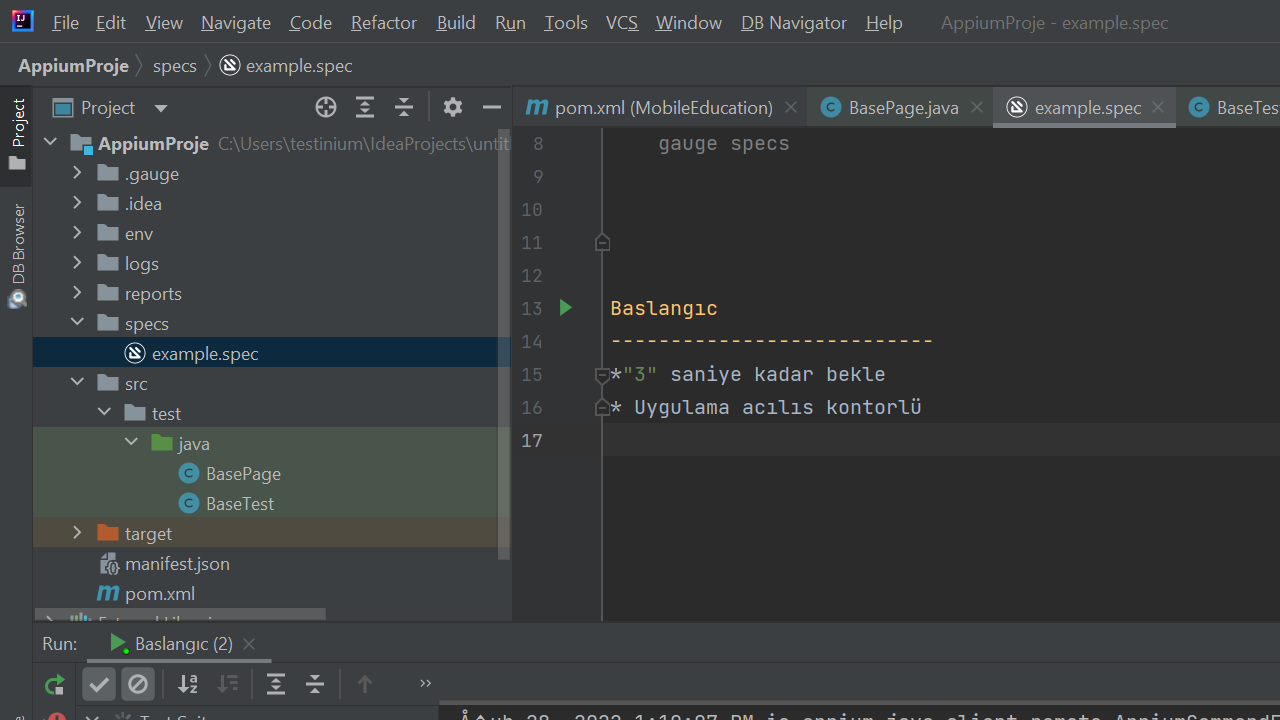 File Edit View Navigate Code Refactor Build Run Tools VCS Window DB Navigator Help AppiumProje - example.spec
AppiumProje specs example.spec
Project
DB Browser
Project
AppiumProje C:\Users\testinium\IdeaProjects\untit
.gauge
.idea
env
logs
reports
specs
example.spec
src
test
java
BasePage
BaseTest
target
manifest.json
pom.xml
pom.xml (MobileEducation) BasePage.java example.spec BaseTes
8 gauge specs
9
10
11
12
13 Baslangıc
14 ---------------------------
15 *"3" saniye kadar bekle
16 * Uygulama acılıs kontorlü
17
Run: Baslangıc (2)